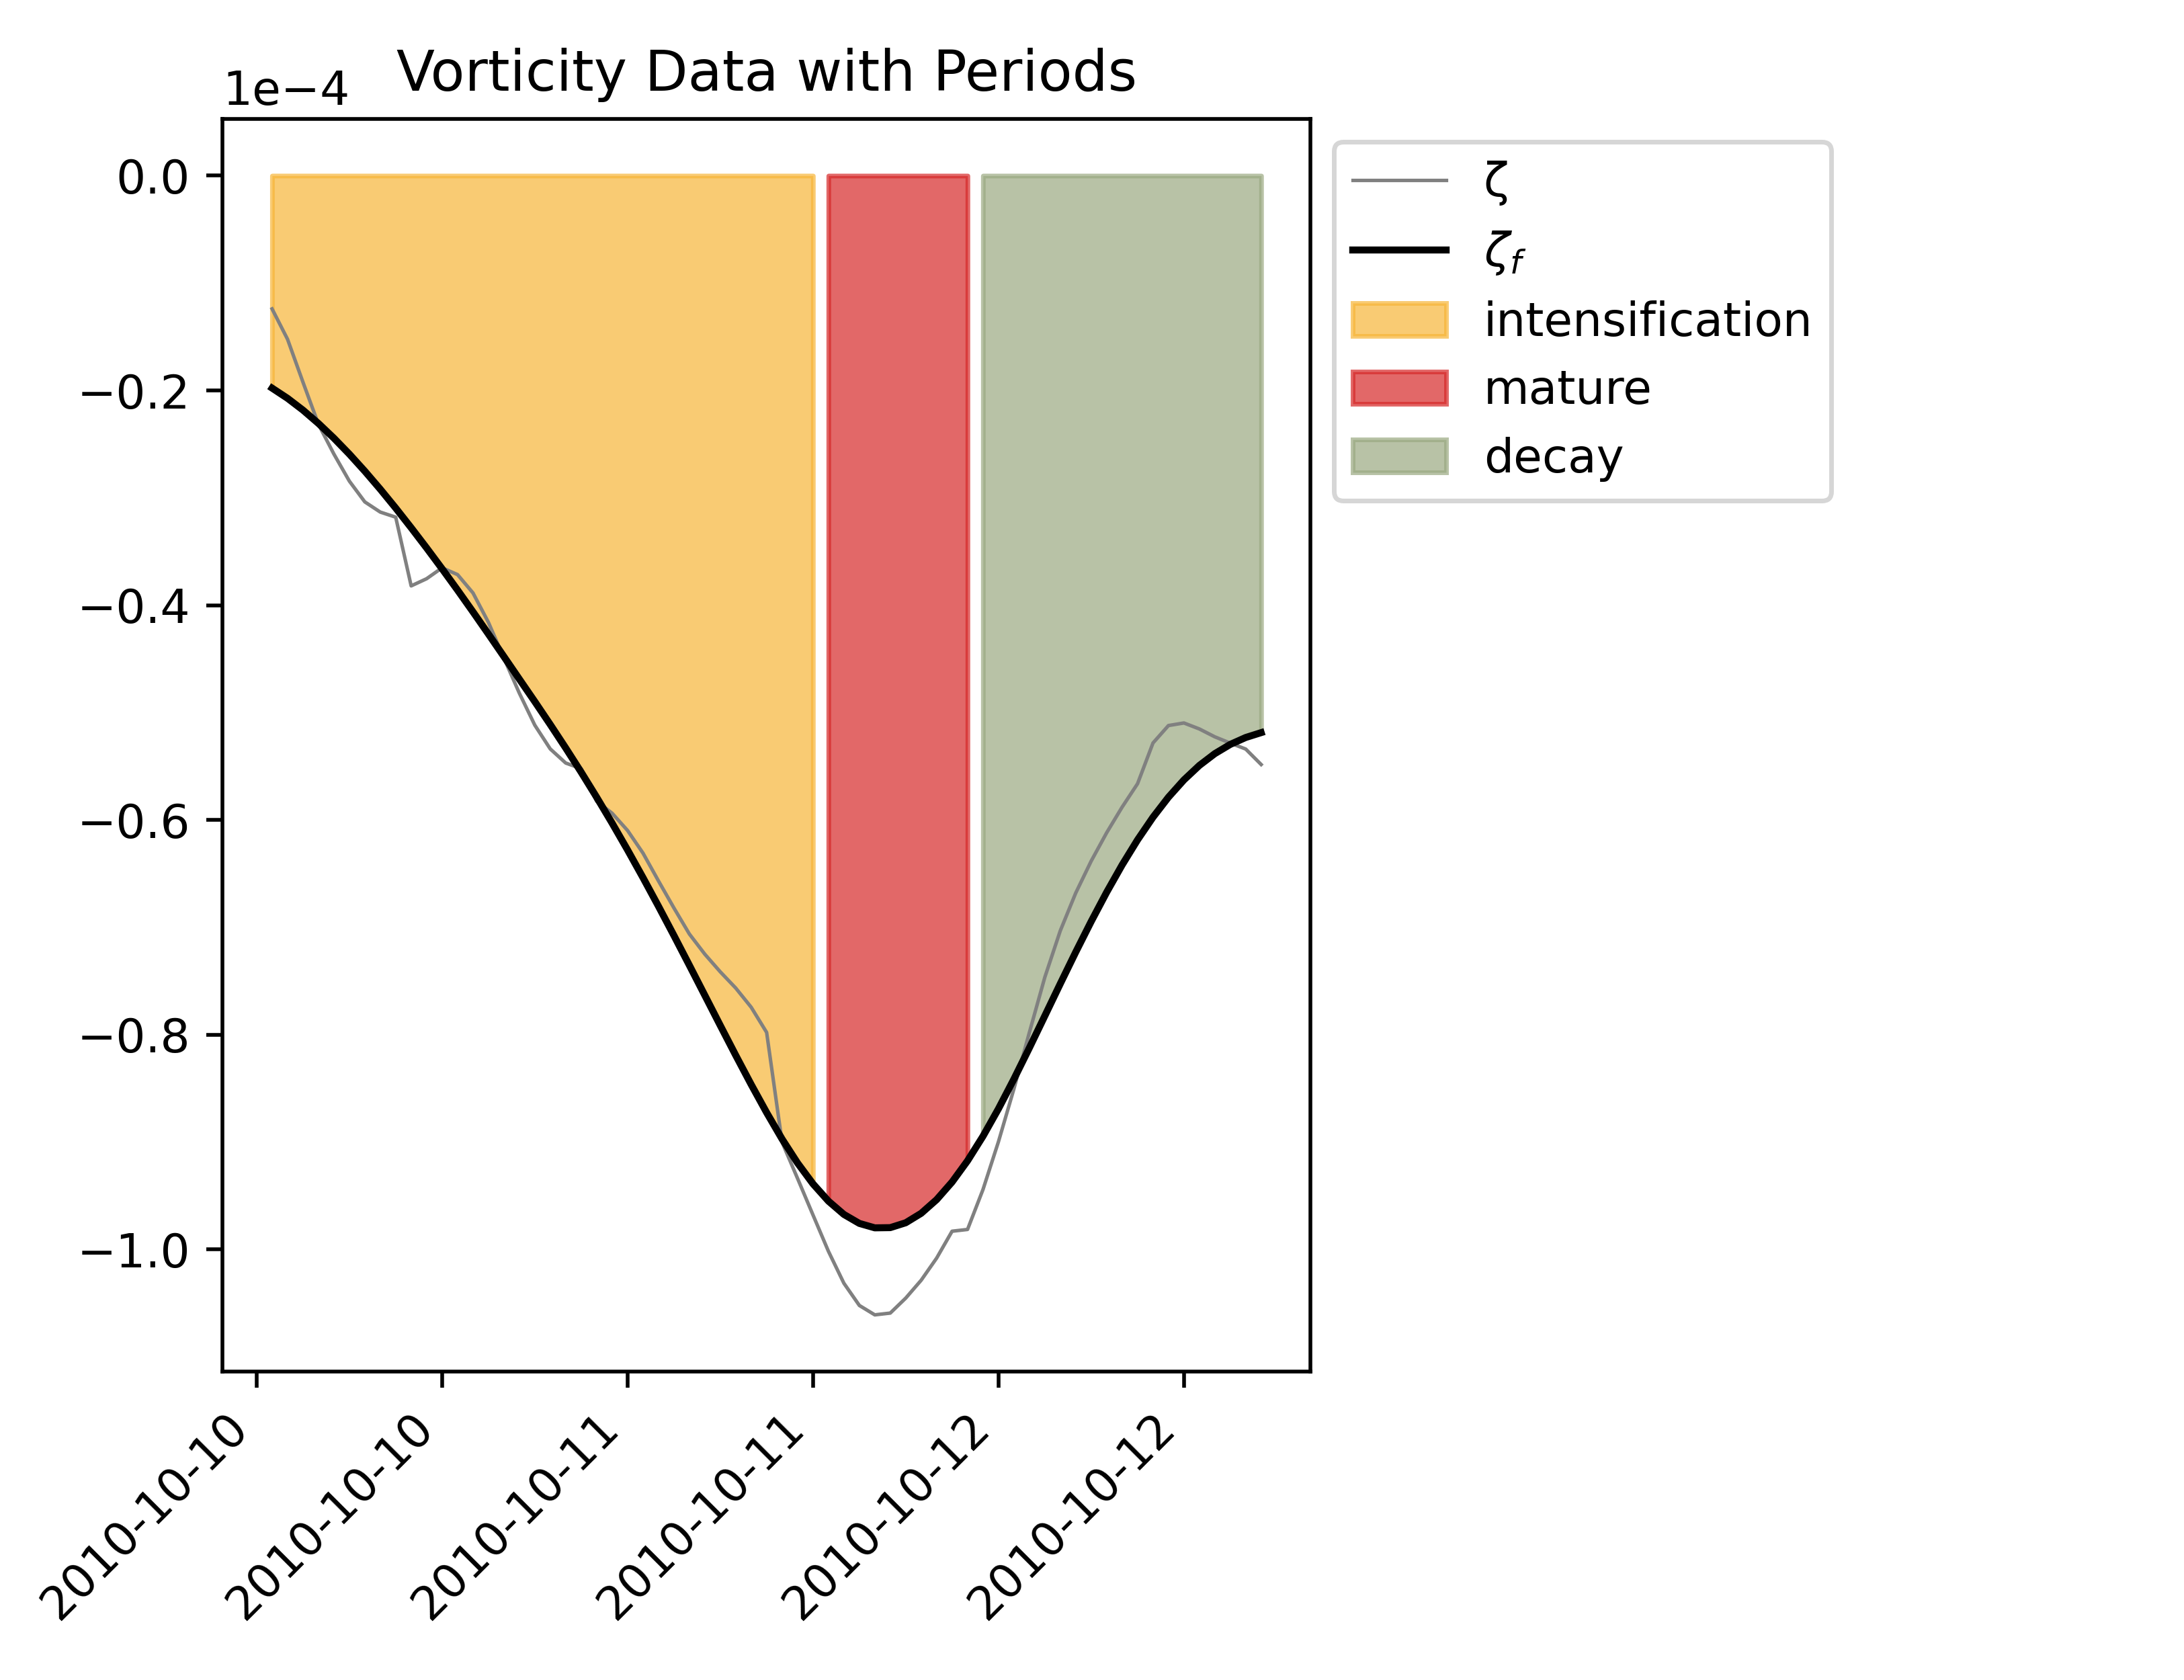 Vorticity Data with Periods
1e−4
0.0
−0.2
−0.4
−0.6
−0.8
−1.0
2010-10-10
2010-10-10
2010-10-11
2010-10-11
2010-10-12
2010-10-12
ζ
ζf
intensification
mature
decay